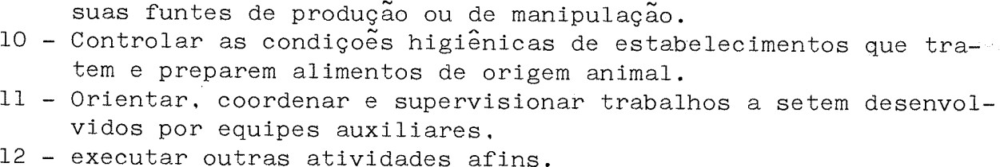 suas funtes de produção ou de manipulação.
10 - Controlar as condiçoẽs higiênicas de estabelecimentos que tra-
tem e preparem alimentos de origem animal.
11 - Orientar, coordenar e supervisionar trabalhos a setem desenvol-
vidos por equipes auxiliares.
12 - executar outras atividades afins.